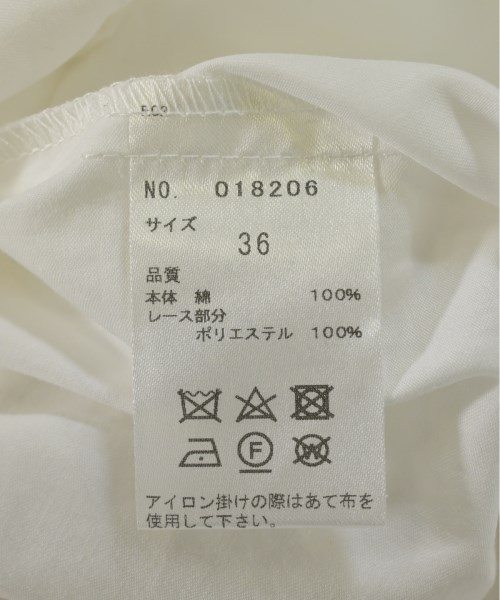 NO. 018206
サイズ
36
品質
本体 綿 100%
レース部分
ポリエステル 100%
F
W
アイロン掛けの際はあて布を
使用して下さい。